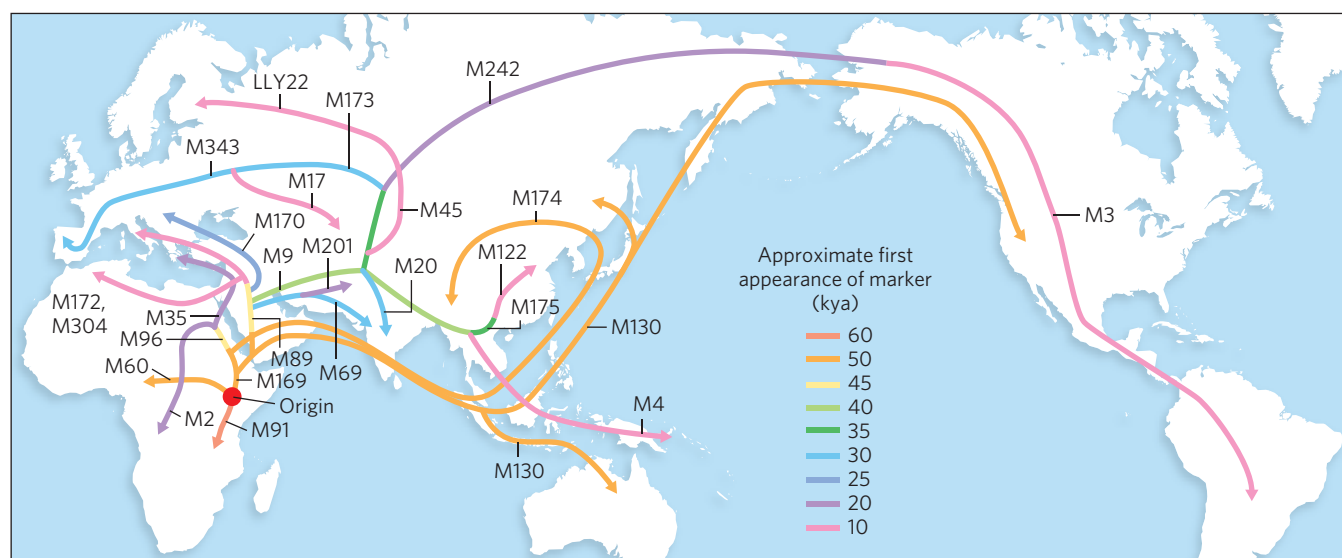 M242
LLY22
M173
M343
M17
M174
M45
M3
M170
M201
M122
M9
M20
Approximate first
appearance of marker
(kya)
M172,
M304
M35
M175
M130
M96
M89
M69
M60
M169
Origin
M2
M91
M4
M130
60
50
45
40
35
30
25
20
10